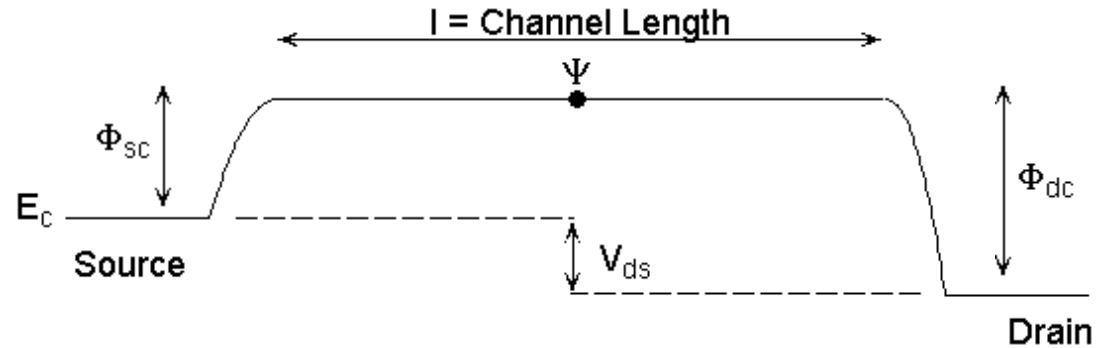 l = Channel Length
Ψ
Φsc
Φdc
Ec
Vds
Source
Drain